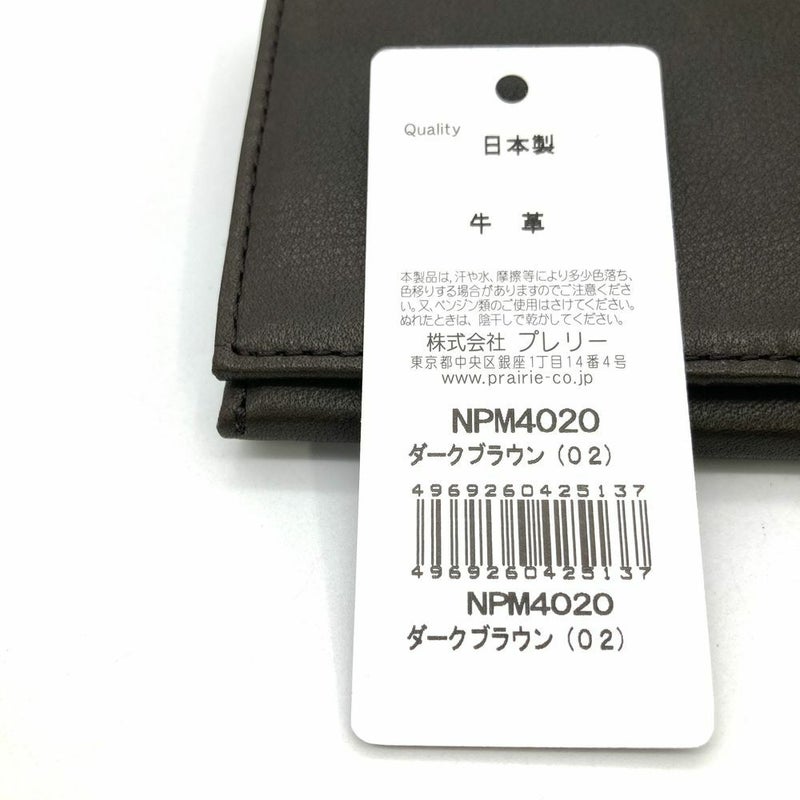 Quality
日本製
牛 革
本製品は、汗や水、摩擦等により多少色落ち、
色移りする場合がありますのでご注意くださ
い。又、ベンジン類のご使用はさけてください。
ぬれたときは、陰干しで乾かしてください。
株式会社 プレリー
東京都中央区銀座1丁目14番4号
www.prairie-co.jp
NPM4020
ダークブラウン(02)
4969260425137
4969260425137
NPM4020
ダークブラウン(02)